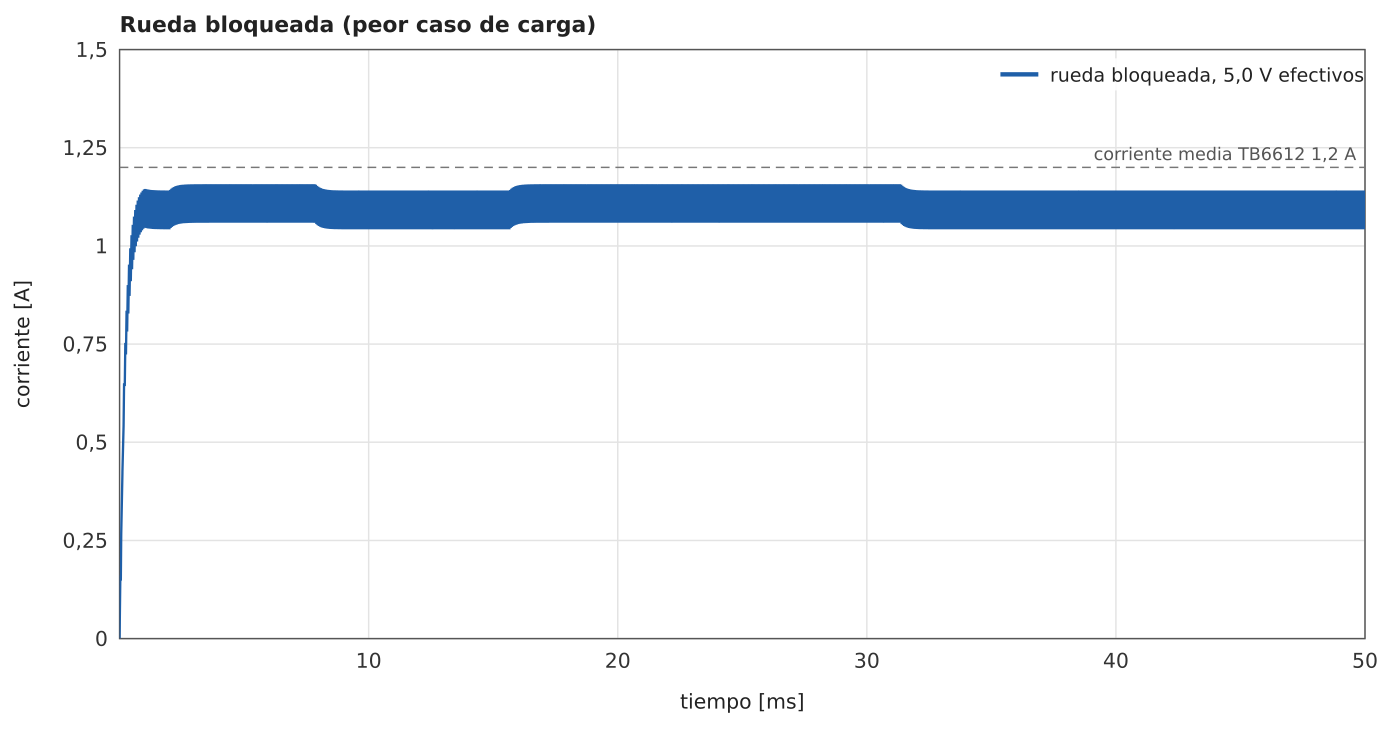 Rueda bloqueada (peor caso de carga)
1,5
rueda bloqueada, 5,0 V efectivos
1,25
corriente media TB6612 1,2 A
1
0,75
corriente [A]
0,5
0,25
0
10
20
30
40
50
tiempo [ms]